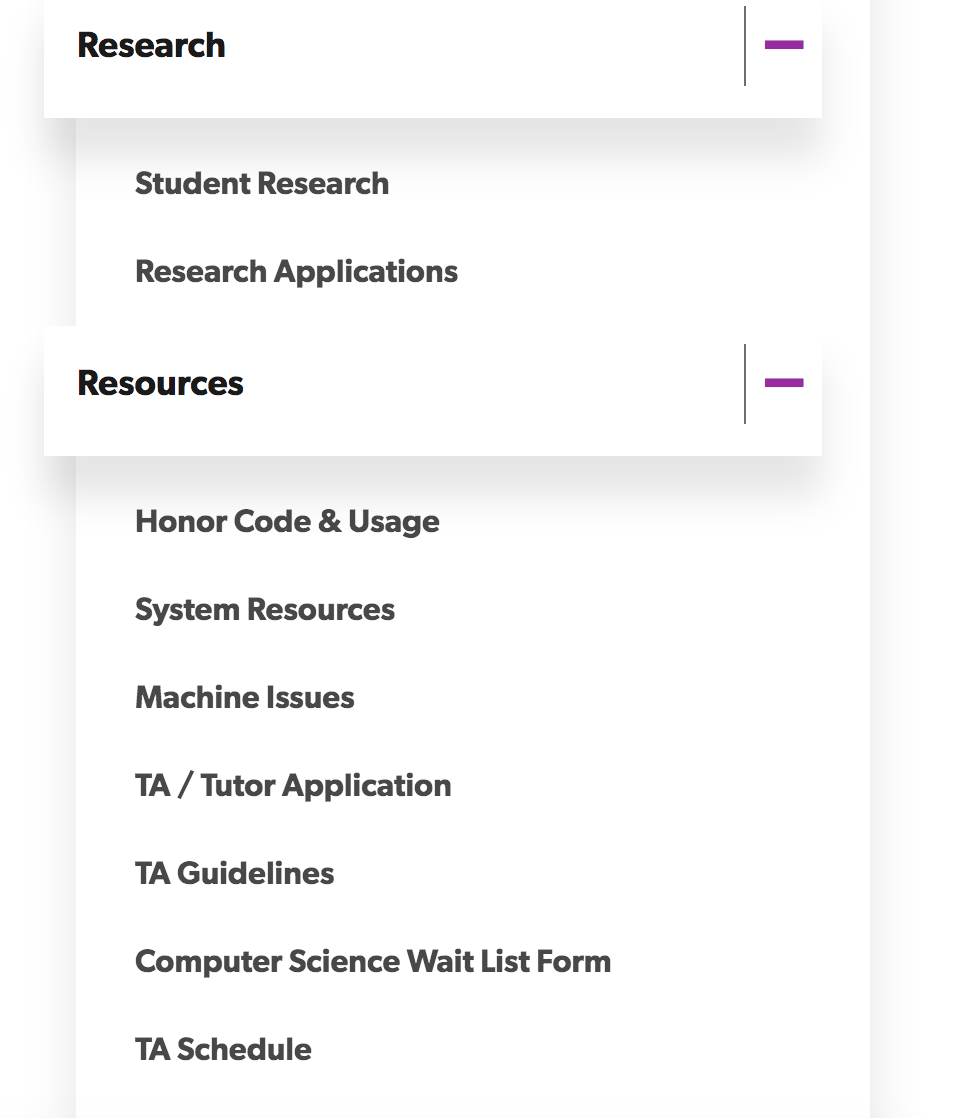 Research
Student Research
Research Applications
Resources
Honor Code & Usage
System Resources
Machine Issues
TA / Tutor Application
TA Guidelines
Computer Science Wait List Form
TA Schedule